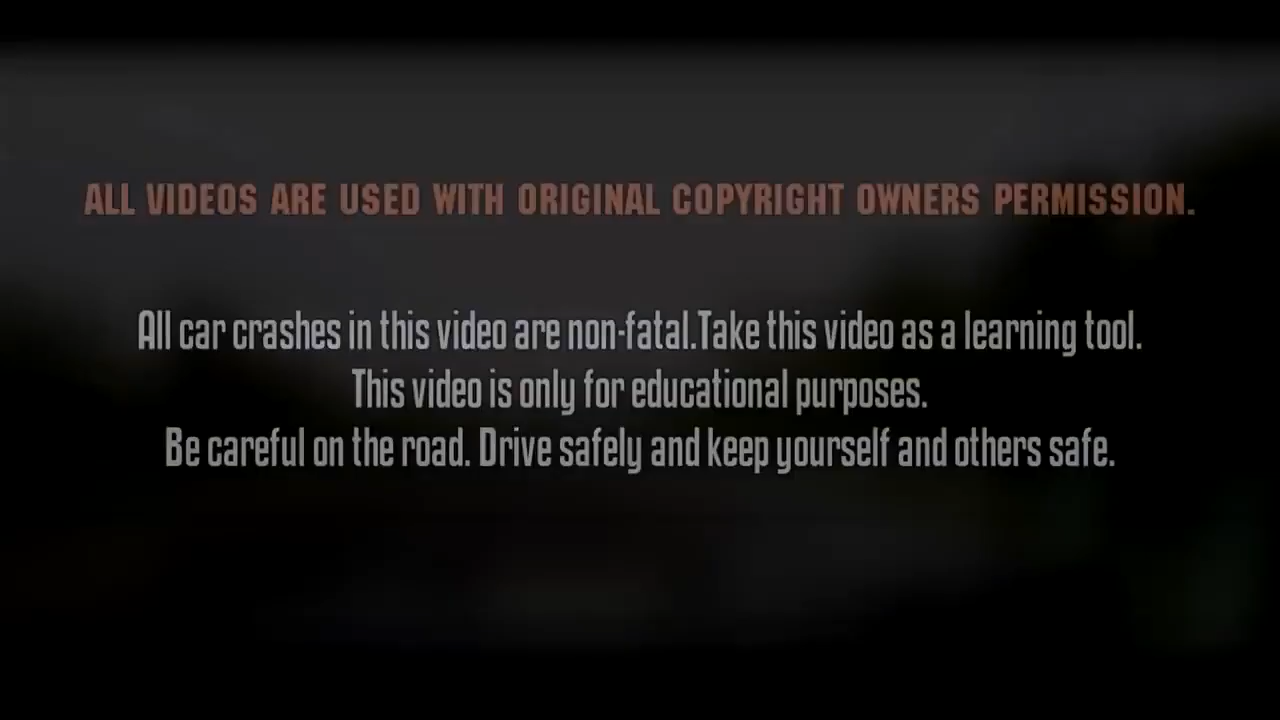 ALL VIDEOS ARE USED WITH ORIGINAL COPYRIGHT OWNERS PERMISSION.
All car crashes in this video are non-fatal.Take this video as a learning tool.
This video is only for educational purposes.
Be careful on the road. Drive safely and keep yourself and others safe.